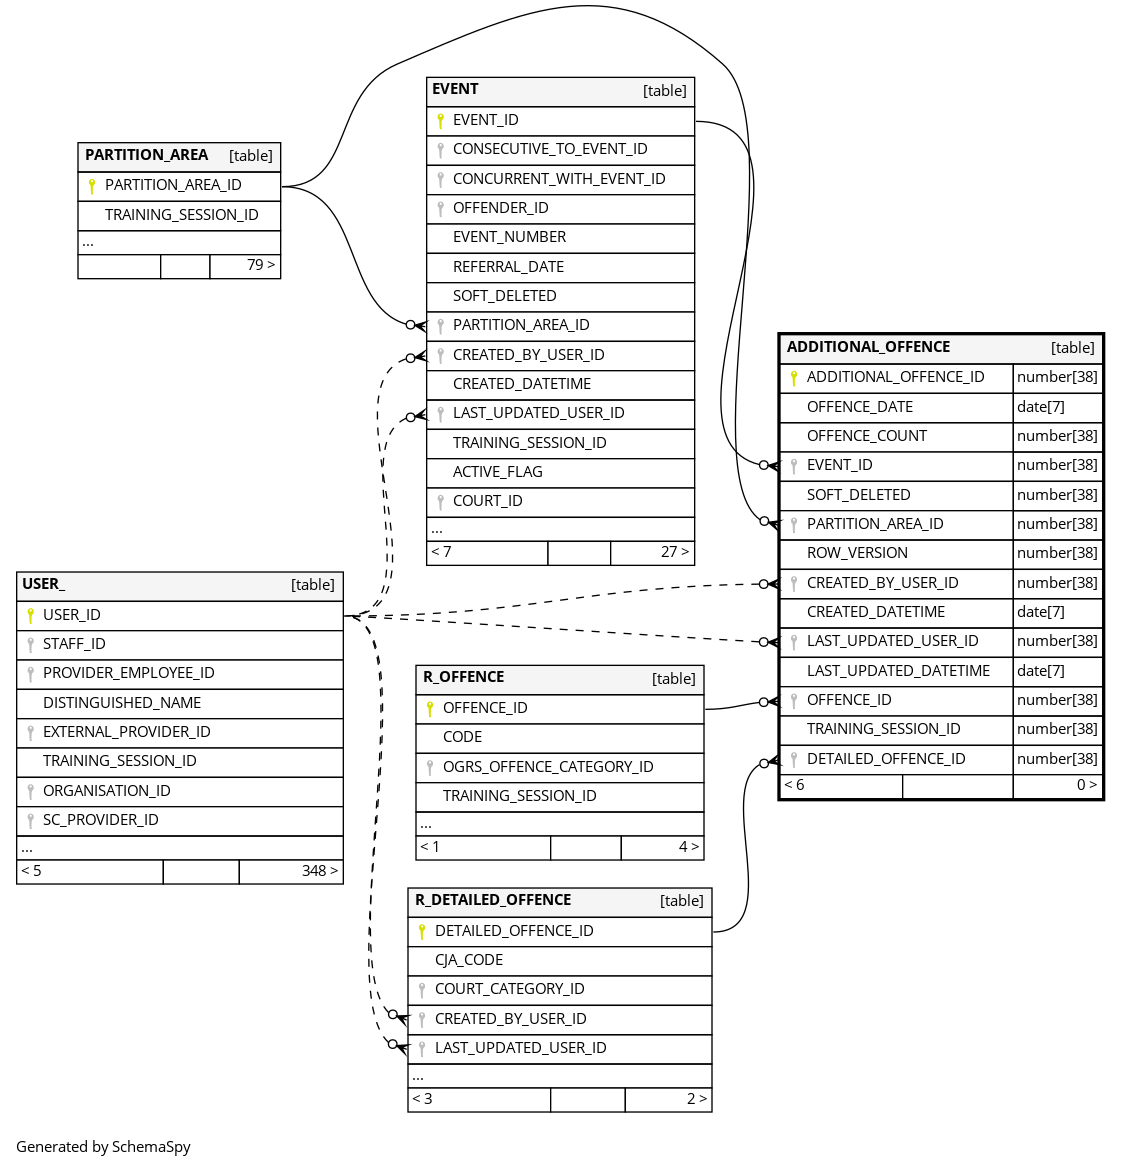 PARTITION_AREA [table]
PARTITION_AREA_ID
TRAINING_SESSION_ID
...
79 >
EVENT [table]
EVENT_ID
CONSECUTIVE_TO_EVENT_ID
CONCURRENT_WITH_EVENT_ID
OFFENDER_ID
EVENT_NUMBER
REFERRAL_DATE
SOFT_DELETED
PARTITION_AREA_ID
CREATED_BY_USER_ID
CREATED_DATETIME
LAST_UPDATED_USER_ID
TRAINING_SESSION_ID
ACTIVE_FLAG
COURT_ID
...
< 7 27 >
ADDITIONAL_OFFENCE [table]
ADDITIONAL_OFFENCE_ID number[38]
OFFENCE_DATE date[7]
OFFENCE_COUNT number[38]
EVENT_ID number[38]
SOFT_DELETED number[38]
PARTITION_AREA_ID number[38]
ROW_VERSION number[38]
CREATED_BY_USER_ID number[38]
CREATED_DATETIME date[7]
LAST_UPDATED_USER_ID number[38]
LAST_UPDATED_DATETIME date[7]
OFFENCE_ID number[38]
TRAINING_SESSION_ID number[38]
DETAILED_OFFENCE_ID number[38]
< 6 0 >
USER_ [table]
USER_ID
STAFF_ID
PROVIDER_EMPLOYEE_ID
DISTINGUISHED_NAME
EXTERNAL_PROVIDER_ID
TRAINING_SESSION_ID
ORGANISATION_ID
SC_PROVIDER_ID
...
< 5 348 >
R_OFFENCE [table]
OFFENCE_ID
CODE
OGRS_OFFENCE_CATEGORY_ID
TRAINING_SESSION_ID
...
< 1 4 >
R_DETAILED_OFFENCE [table]
DETAILED_OFFENCE_ID
CJA_CODE
COURT_CATEGORY_ID
CREATED_BY_USER_ID
LAST_UPDATED_USER_ID
...
< 3 2 >
Generated by SchemaSpy